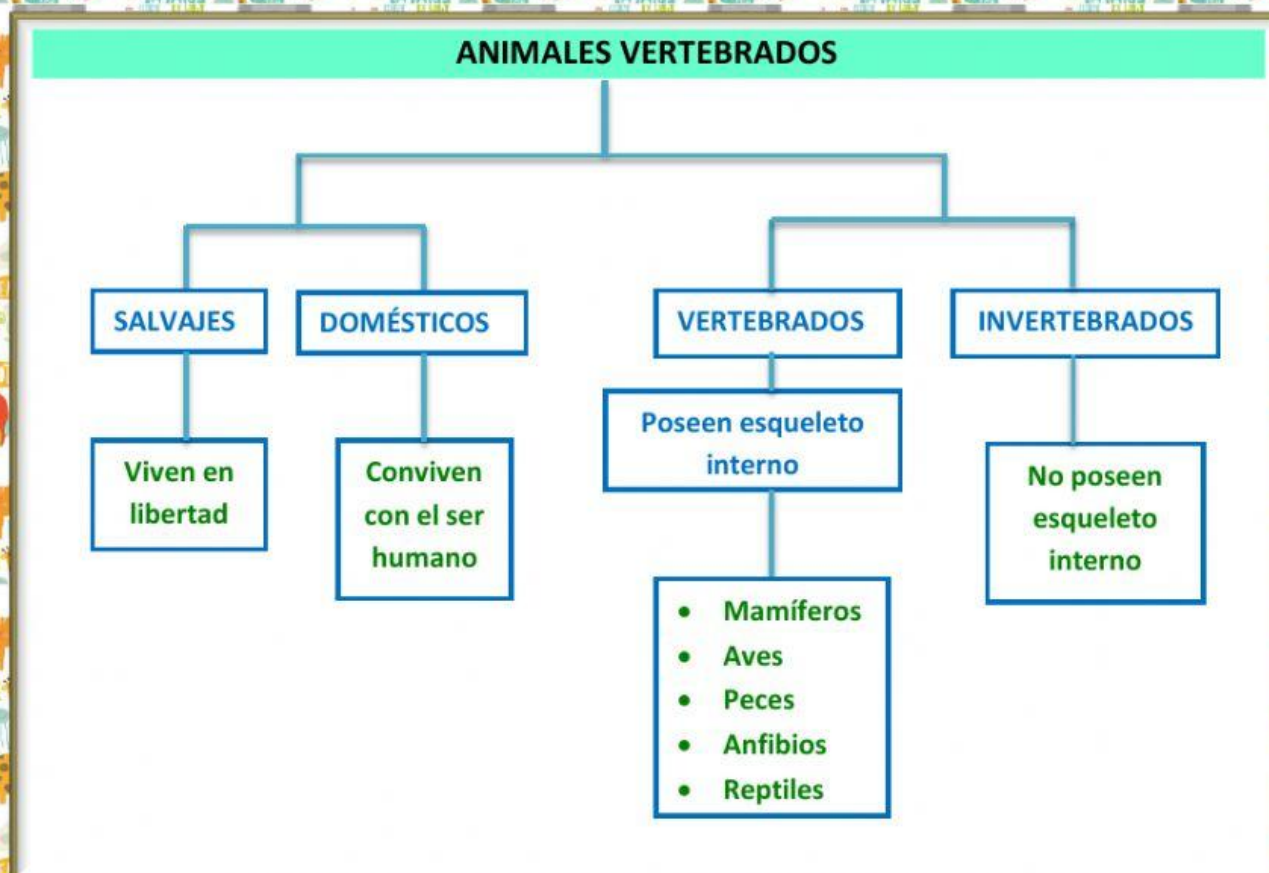 ANIMALES VERTEBRADOS
SALVAJES
DOMÉSTICOS
VERTEBRADOS
INVERTEBRADOS
Viven en
libertad
Conviven
con el ser
humano
Poseen esqueleto
interno
No poseen
esqueleto
interno
• Mamíferos
• Aves
• Peces
• Anfibios
• Reptiles